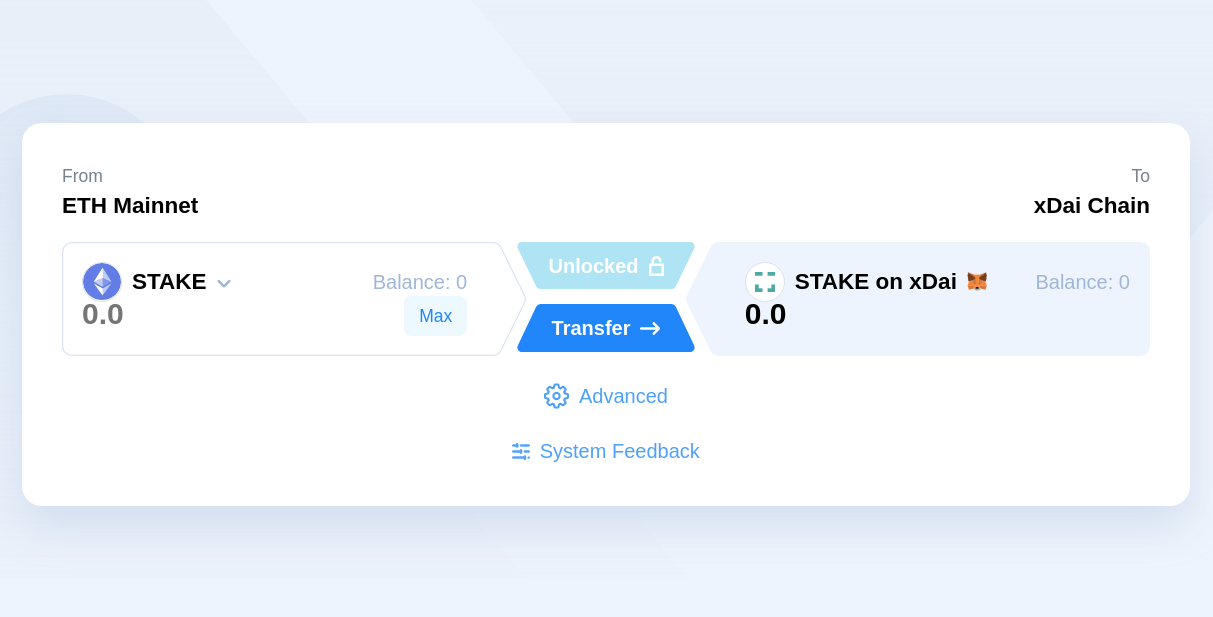 From
To
ETH Mainnet
xDai Chain
STAKE
Balance: 0
0.0
Max
Unlocked
Transfer
STAKE on xDai
Balance: 0
0.0
Advanced
System Feedback